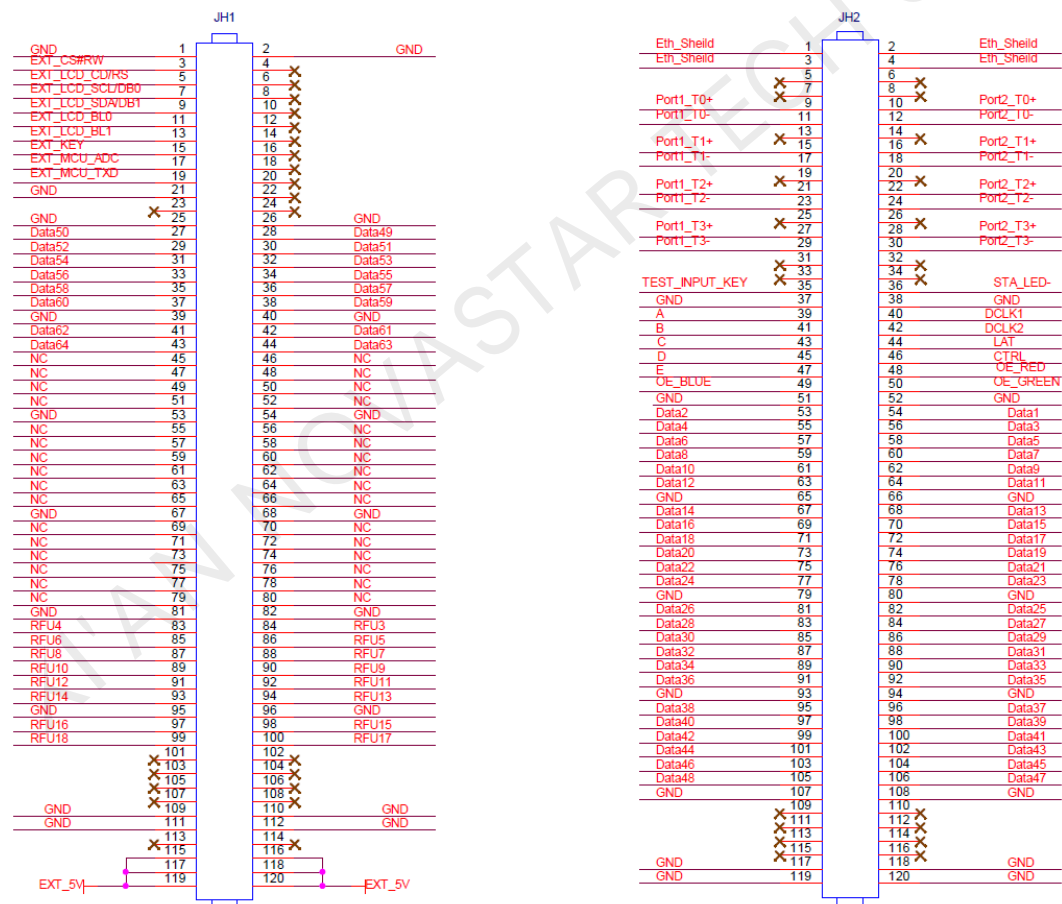 JH1
GND 1 2 GND
EXT_CS#RW 3 4
EXT_LCD_CD/RS 5 6
EXT_LCD_SCL/DB0 7 8
EXT_LCD_SDA/DB1 9 10
EXT_LCD_BL0 11 12
EXT_LCD_BL1 13 14
EXT_KEY 15 16
EXT_MCU_ADC 17 18
EXT_MCU_TXD 19 20
GND 21 22
23 24
GND 25 26 GND
Data50 27 28 Data49
Data52 29 30 Data51
Data54 31 32 Data53
Data56 33 34 Data55
Data58 35 36 Data57
Data60 37 38 Data59
GND 39 40 GND
Data62 41 42 Data61
Data64 43 44 Data63
NC 45 46 NC
NC 47 48 NC
NC 49 50 NC
NC 51 52 NC
GND 53 54 GND
NC 55 56 NC
NC 57 58 NC
NC 59 60 NC
NC 61 62 NC
NC 63 64 NC
NC 65 66 NC
GND 67 68 GND
NC 69 70 NC
NC 71 72 NC
NC 73 74 NC
NC 75 76 NC
NC 77 78 NC
NC 79 80 NC
GND 81 82 GND
RFU4 83 84 RFU3
RFU6 85 86 RFU5
RFU8 87 88 RFU7
RFU10 89 90 RFU9
RFU12 91 92 RFU11
RFU14 93 94 RFU13
GND 95 96 GND
RFU16 97 98 RFU15
RFU18 99 100 RFU17
101 102
103 104
105 106
107 108
GND 109 110 GND
GND 111 112 GND
113 114
115 116
117 118
EXT_5V 119 120 EXT_5V
JH2
Eth_Sheild 1 2 Eth_Sheild
Eth_Sheild 3 4 Eth_Sheild
5 6
7 8
Port1_T0+ 9 10 Port2_T0+
Port1_T0- 11 12 Port2_T0-
13 14
Port1_T1+ 15 16 Port2_T1+
Port1_T1- 17 18 Port2_T1-
19 20
Port1_T2+ 21 22 Port2_T2+
Port1_T2- 23 24 Port2_T2-
25 26
Port1_T3+ 27 28 Port2_T3+
Port1_T3- 29 30 Port2_T3-
31 32
33 34
TEST_INPUT_KEY 35 36 STA_LED-
GND 37 38 GND
A 39 40 DCLK1
B 41 42 DCLK2
C 43 44 LAT
D 45 46 CTRL
E 47 48 OE_RED
OE_BLUE 49 50 OE_GREEN
GND 51 52 GND
Data2 53 54 Data1
Data4 55 56 Data3
Data6 57 58 Data5
Data8 59 60 Data7
Data10 61 62 Data9
Data12 63 64 Data11
GND 65 66 GND
Data14 67 68 Data13
Data16 69 70 Data15
Data18 71 72 Data17
Data20 73 74 Data19
Data22 75 76 Data21
Data24 77 78 Data23
GND 79 80 GND
Data26 81 82 Data25
Data28 83 84 Data27
Data30 85 86 Data29
Data32 87 88 Data31
Data34 89 90 Data33
Data36 91 92 Data35
GND 93 94 GND
Data38 95 96 Data37
Data40 97 98 Data39
Data42 99 100 Data41
Data44 101 102 Data43
Data46 103 104 Data45
Data48 105 106 Data47
GND 107 108 GND
109 110
111 112
113 114
115 116
GND 117 118 GND
GND 119 120 GND
I'AN NOVASTAR TECH